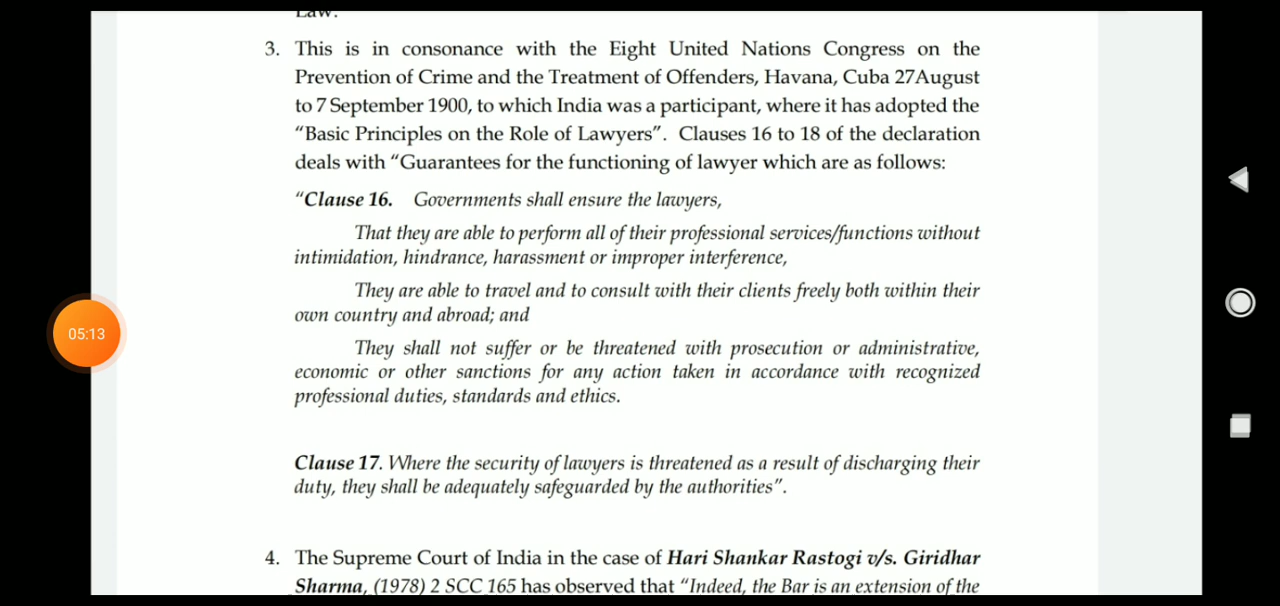 Law.
3. This is in consonance with the Eight United Nations Congress on the
Prevention of Crime and the Treatment of Offenders, Havana, Cuba 27August
to 7 September 1900, to which India was a participant, where it has adopted the
“Basic Principles on the Role of Lawyers”. Clauses 16 to 18 of the declaration
deals with “Guarantees for the functioning of lawyer which are as follows:
“Clause 16. Governments shall ensure the lawyers,
That they are able to perform all of their professional services/functions without
intimidation, hindrance, harassment or improper interference,
They are able to travel and to consult with their clients freely both within their
own country and abroad; and
They shall not suffer or be threatened with prosecution or administrative,
economic or other sanctions for any action taken in accordance with recognized
professional duties, standards and ethics.
05:13
Clause 17. Where the security of lawyers is threatened as a result of discharging their
duty, they shall be adequately safeguarded by the authorities”.
4. The Supreme Court of India in the case of Hari Shankar Rastogi v/s. Giridhar
Sharma, (1978) 2 SCC 165 has observed that “Indeed, the Bar is an extension of the